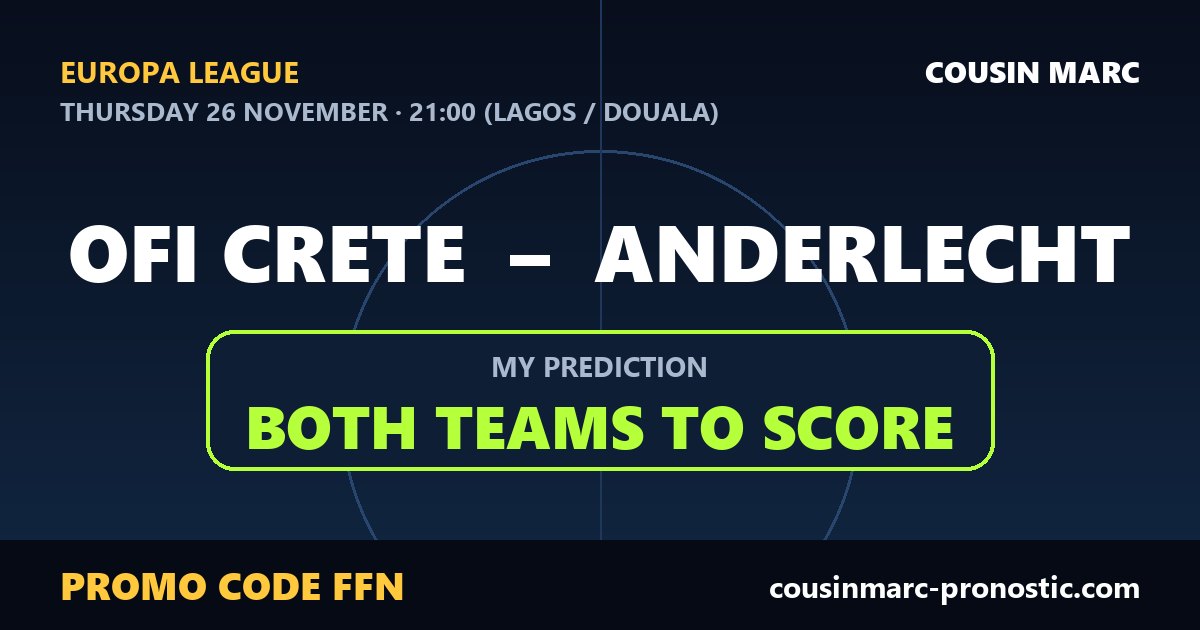 EUROPA LEAGUE
COUSIN MARC
THURSDAY 26 NOVEMBER · 21:00 (LAGOS / DOUALA)
OFI CRETE – ANDERLECHT
MY PREDICTION
BOTH TEAMS TO SCORE
PROMO CODE FFN
cousinmarc-pronostic.com